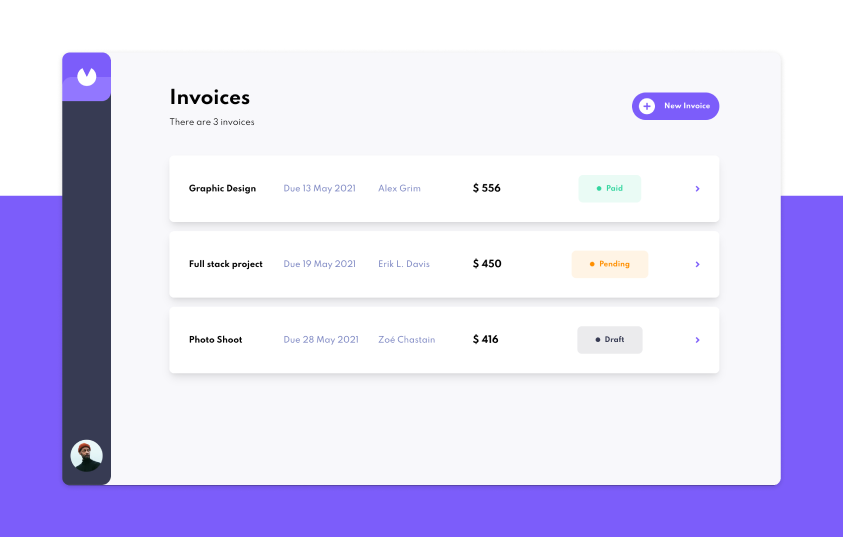 Invoices
There are 3 invoices
New Invoice
Graphic Design Due 13 May 2021 Alex Grim $ 556 Paid
Full stack project Due 19 May 2021 Erik L. Davis $ 450 Pending
Photo Shoot Due 28 May 2021 Zoé Chastain $ 416 Draft